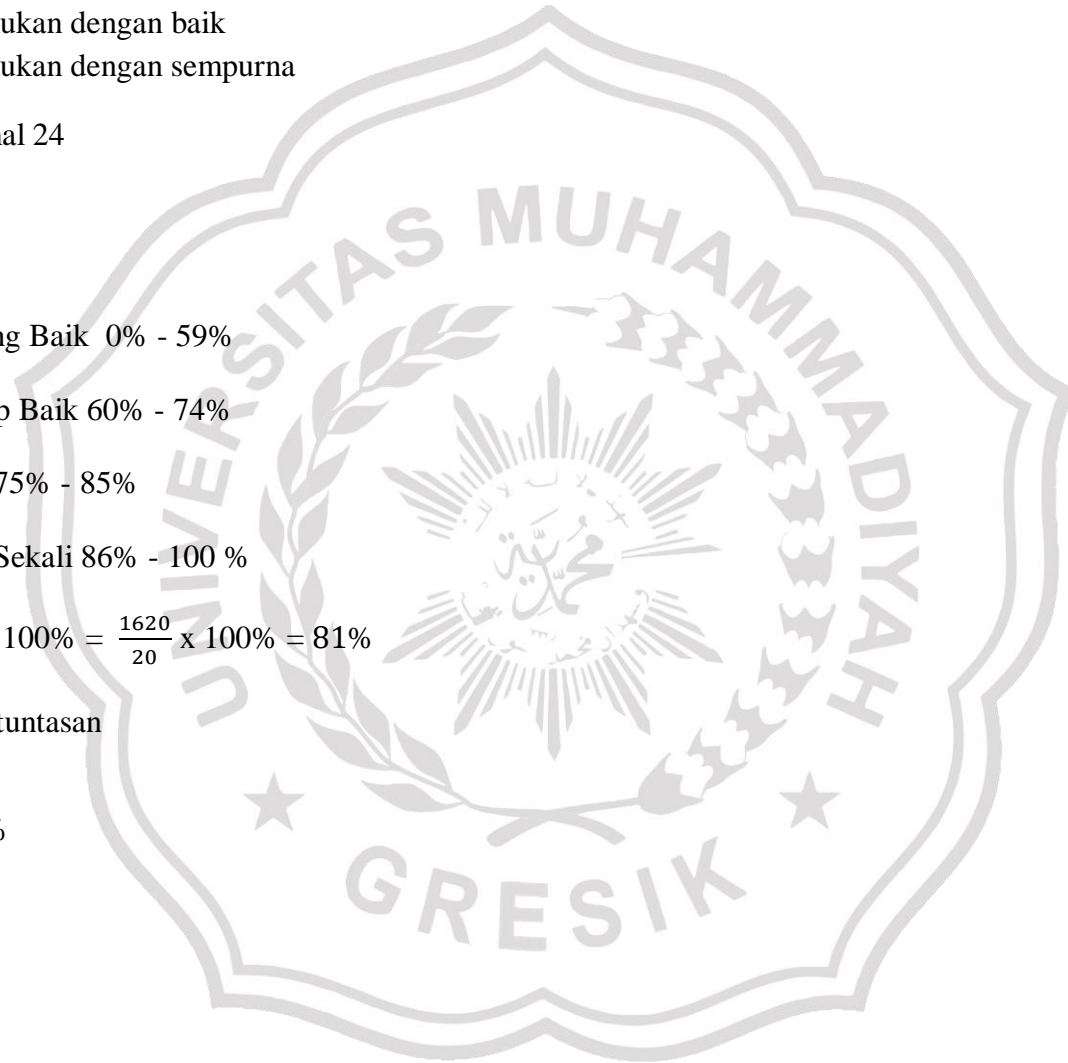 ukan dengan baik
ukan dengan sempurna
al 24
ng Baik 0% - 59%
p Baik 60% - 74%
75% - 85%
Sekali 86% - 100 %
100% = 1620/20 x 100% = 81%
tuntasan
%
UNIVERSITAS MUHAMMADIYAH
GRESIK